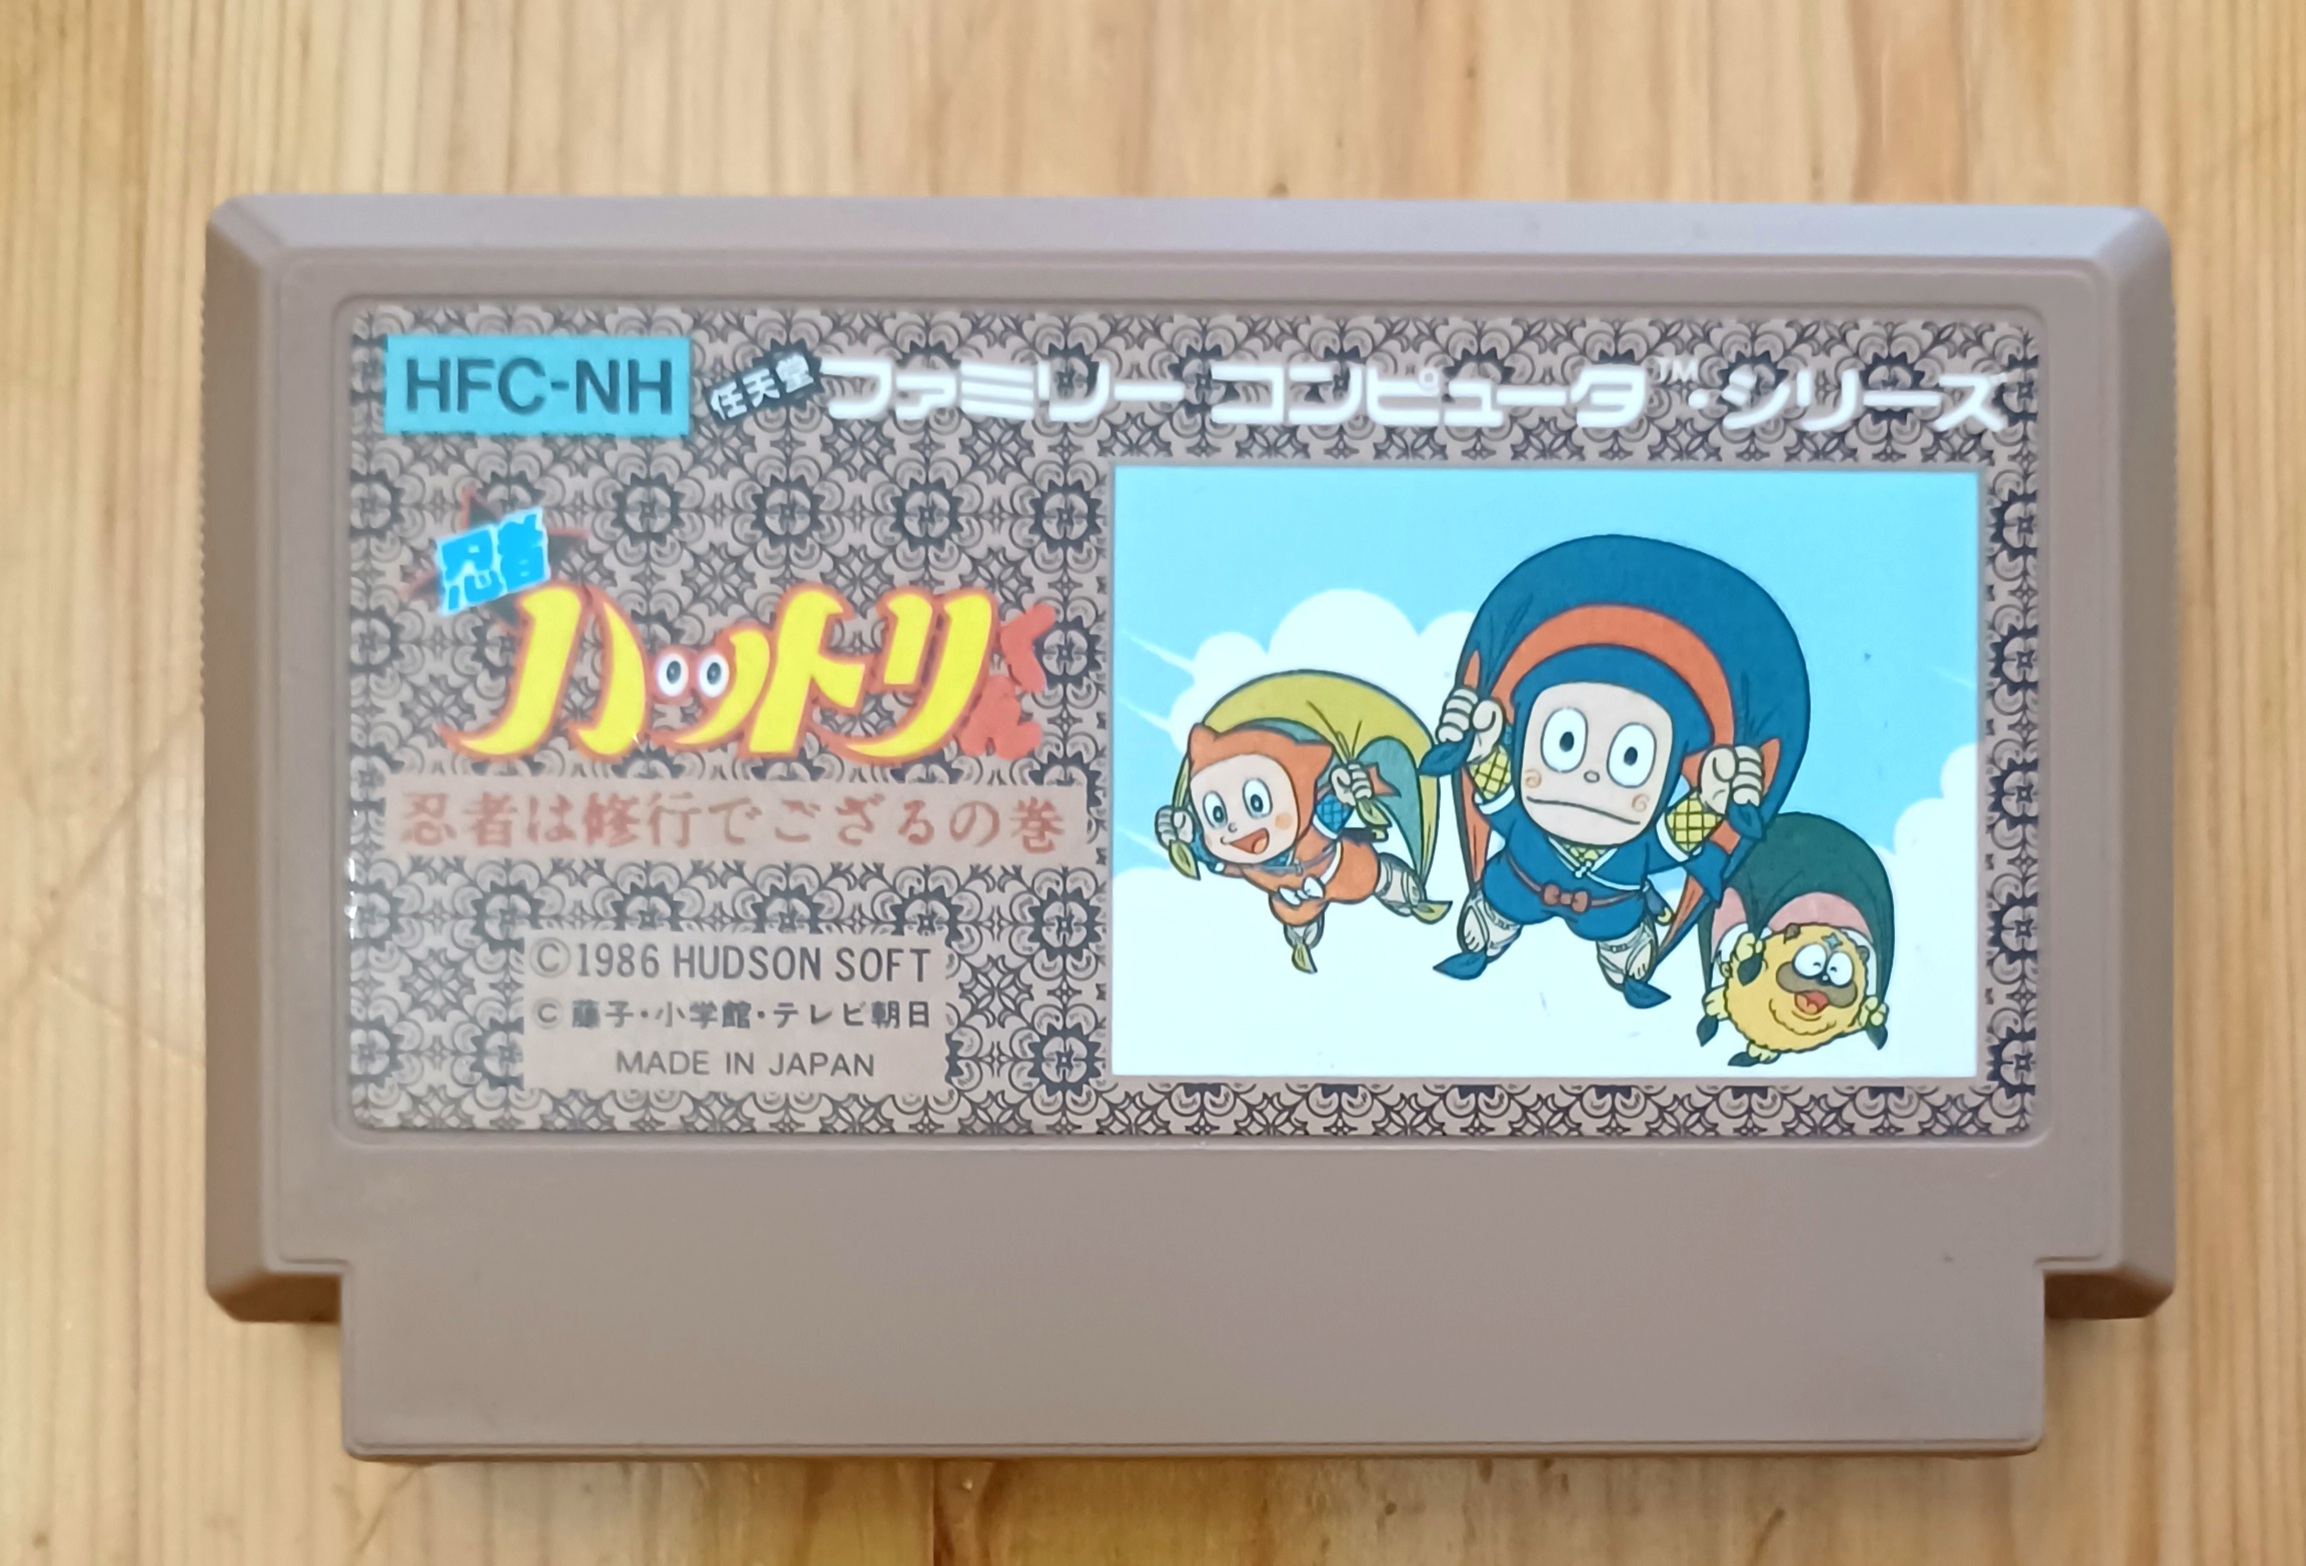 HFC-NH
任天堂 ファミリー コンピュータ™・シリーズ
忍者
ハットリくん
忍者は修行でござるの巻
©1986 HUDSON SOFT
© 藤子・小学館・テレビ朝日
MADE IN JAPAN